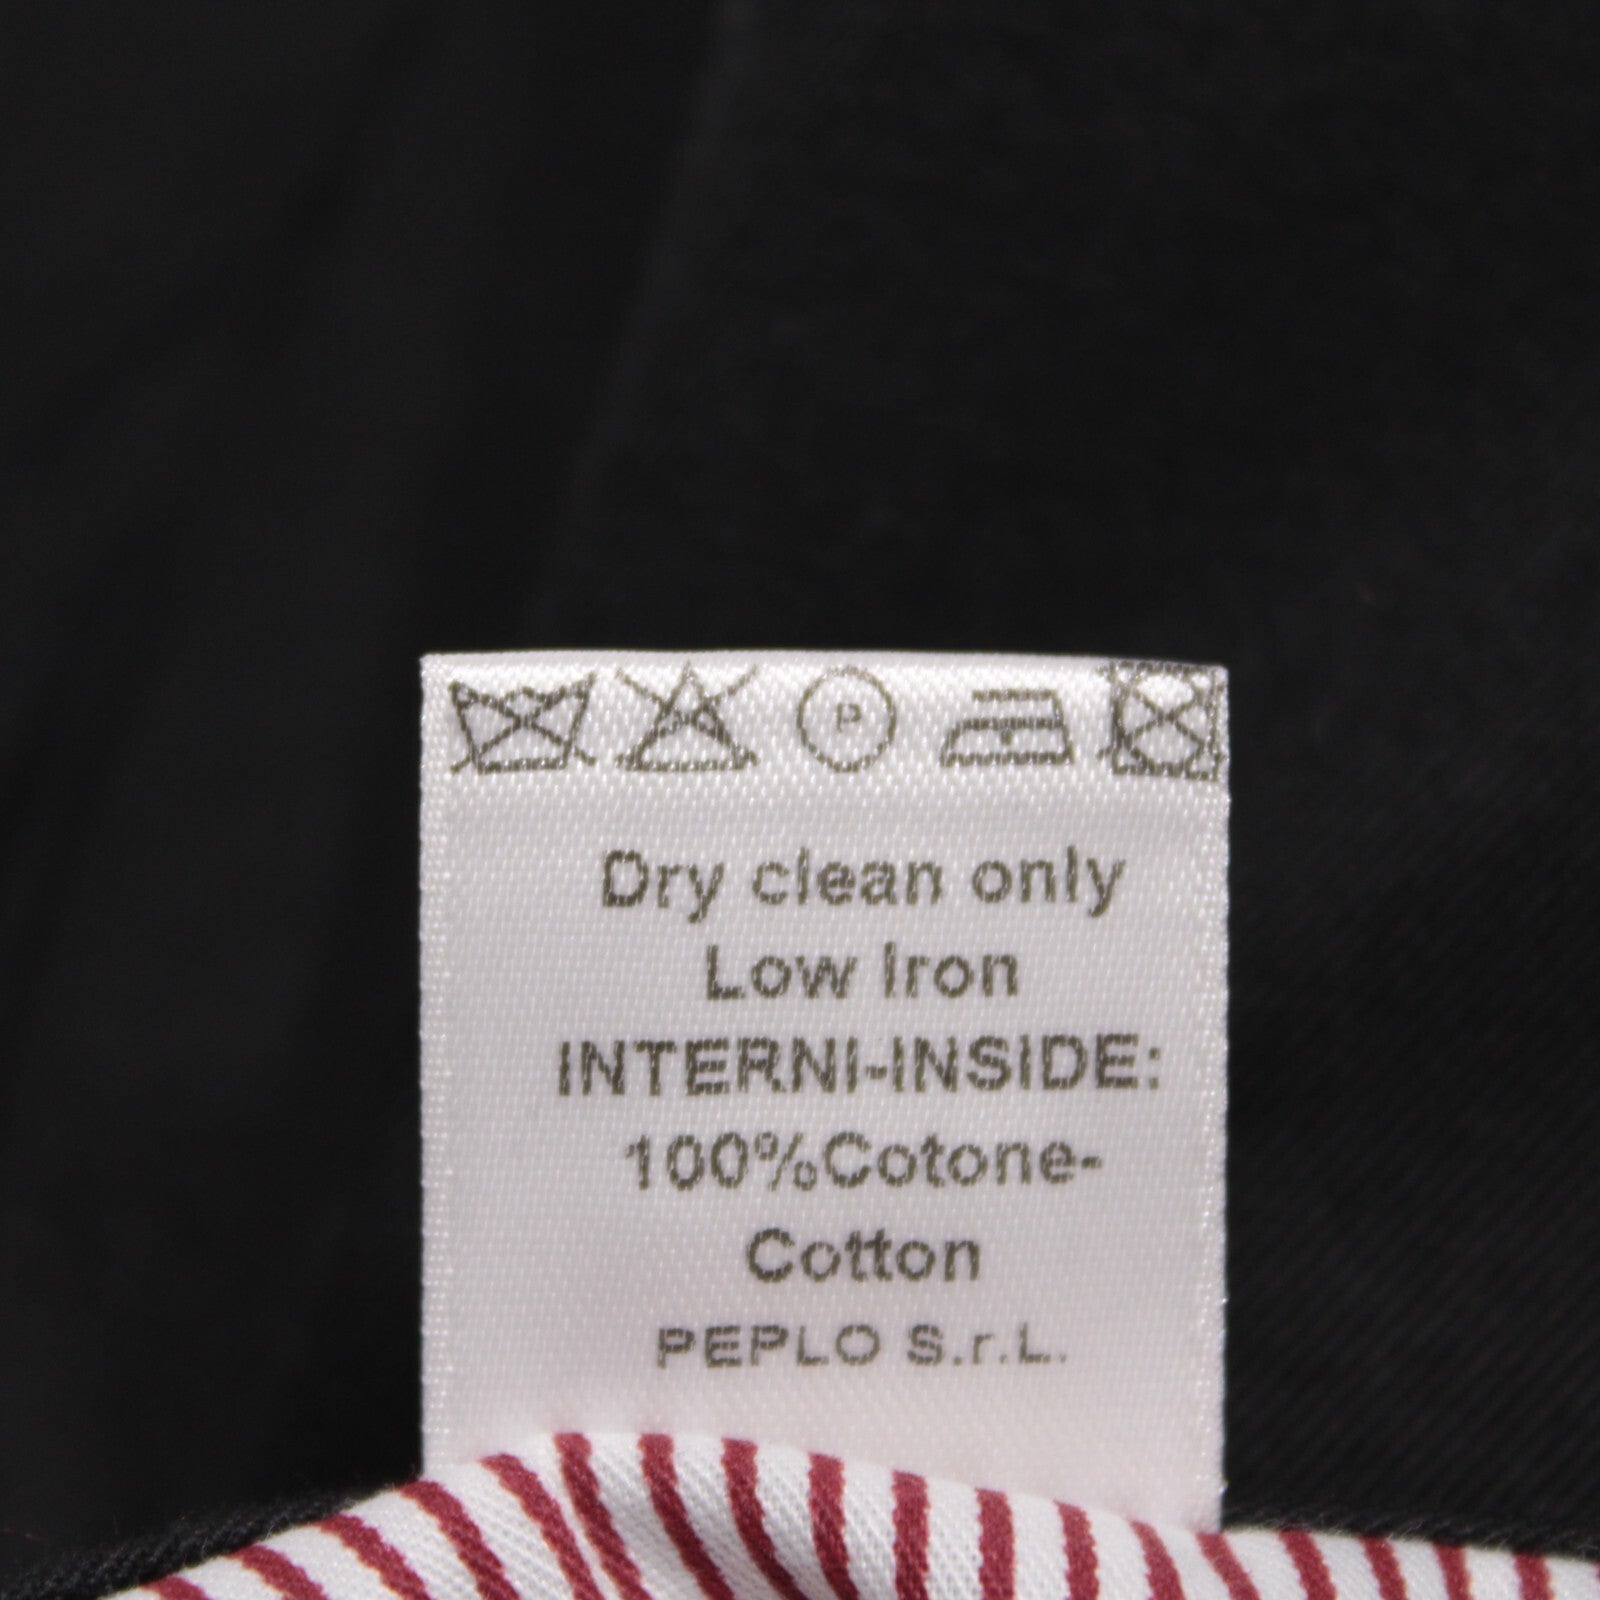 P
Dry clean only
Low Iron
INTERNI-INSIDE:
100%Cotone-
Cotton
PEPLO S.r.L.